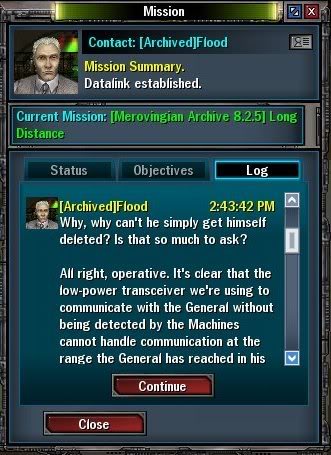 Mission
Contact: [Archived]Flood
Mission Summary.
Datalink established.
Current Mission: [Merovingian Archive 8.2.5] Long
Distance
Status
Objectives
Log
[Archived]Flood 2:43:42 PM
Why, why can't he simply get himself
deleted? Is that so much to ask?
All right, operative. It's clear that the
low-power transceiver we're using to
communicate with the General without
being detected by the Machines
cannot handle communication at the
range the General has reached in his
Continue
Close